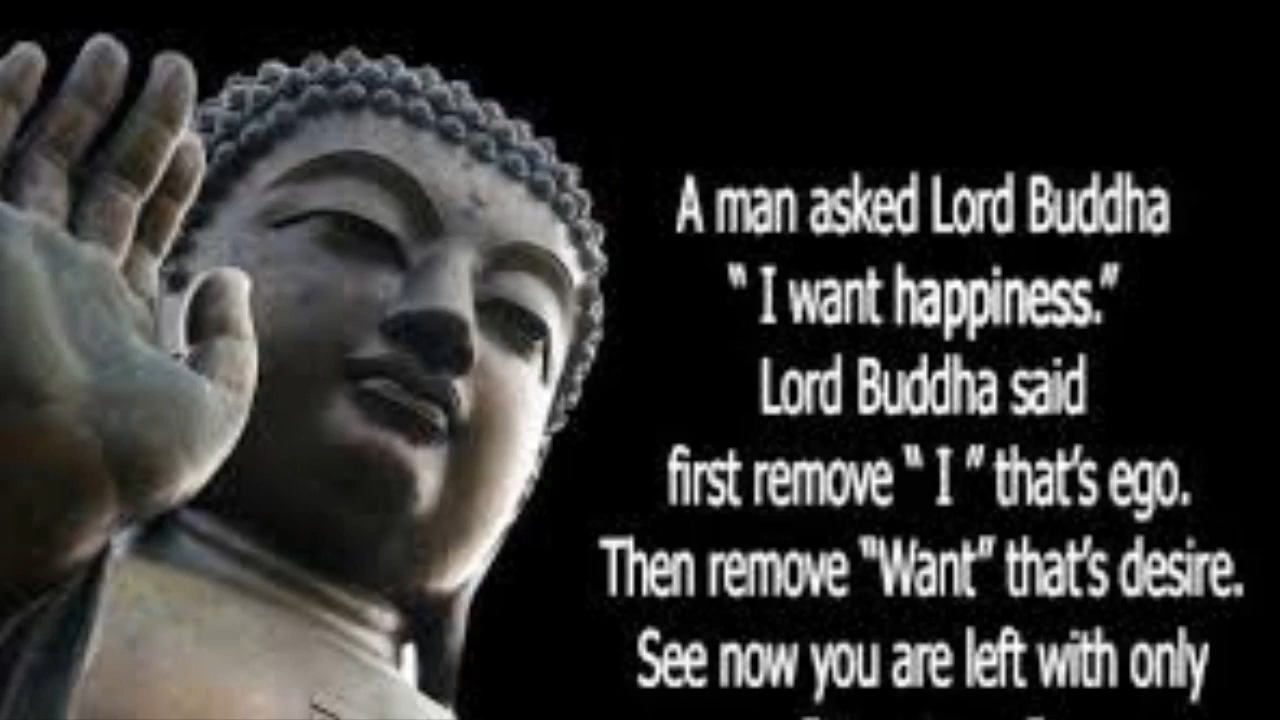 A man asked Lord Buddha
“ I want happiness.”
Lord Buddha said
first remove “ I ” that’s ego.
Then remove “Want” that’s desire.
See now you are left with only